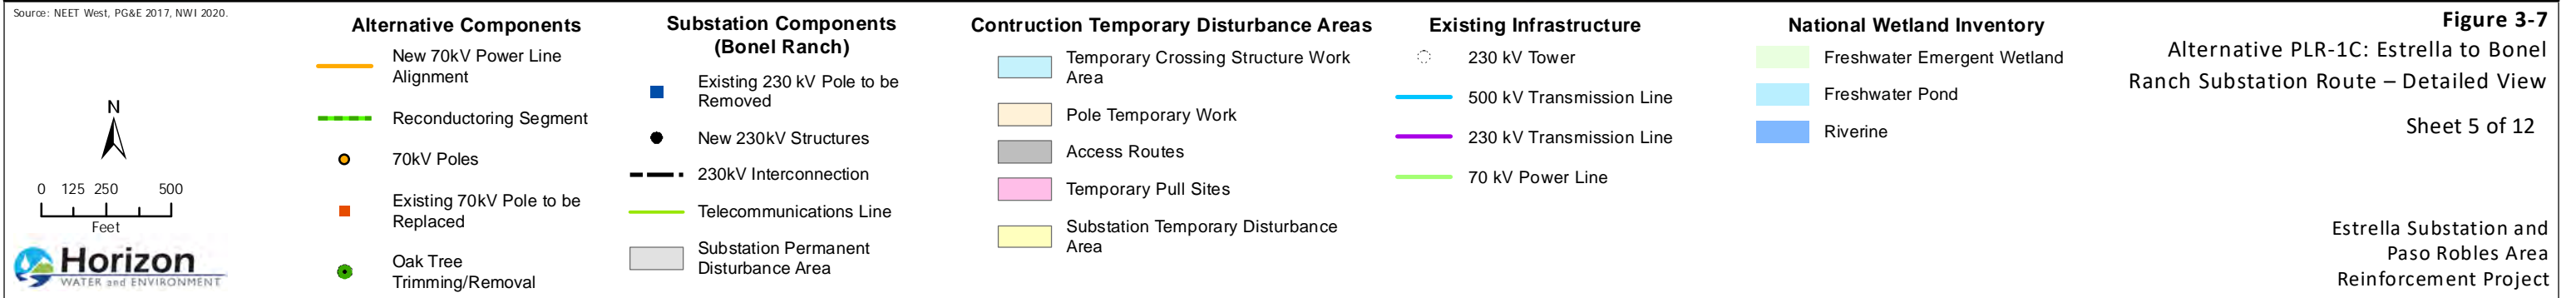 Source: NEET West, PG&E 2017, NWI 2020.
N
0 125 250 500
Feet
Horizon
WATER and ENVIRONMENT
Alternative Components
New 70kV Power Line
Alignment
Reconductoring Segment
70kV Poles
Existing 70kV Pole to be
Replaced
Oak Tree
Trimming/Removal
Substation Components
(Bonel Ranch)
Existing 230 kV Pole to be
Removed
New 230kV Structures
230kV Interconnection
Telecommunications Line
Substation Permanent
Disturbance Area
Contruction Temporary Disturbance Areas
Temporary Crossing Structure Work
Area
Pole Temporary Work
Access Routes
Temporary Pull Sites
Substation Temporary Disturbance
Area
Existing Infrastructure
230 kV Tower
500 kV Transmission Line
230 kV Transmission Line
70 kV Power Line
National Wetland Inventory
Freshwater Emergent Wetland
Freshwater Pond
Riverine
Figure 3-7
Alternative PLR-1C: Estrella to Bonel
Ranch Substation Route – Detailed View
Sheet 5 of 12
Estrella Substation and
Paso Robles Area
Reinforcement Project